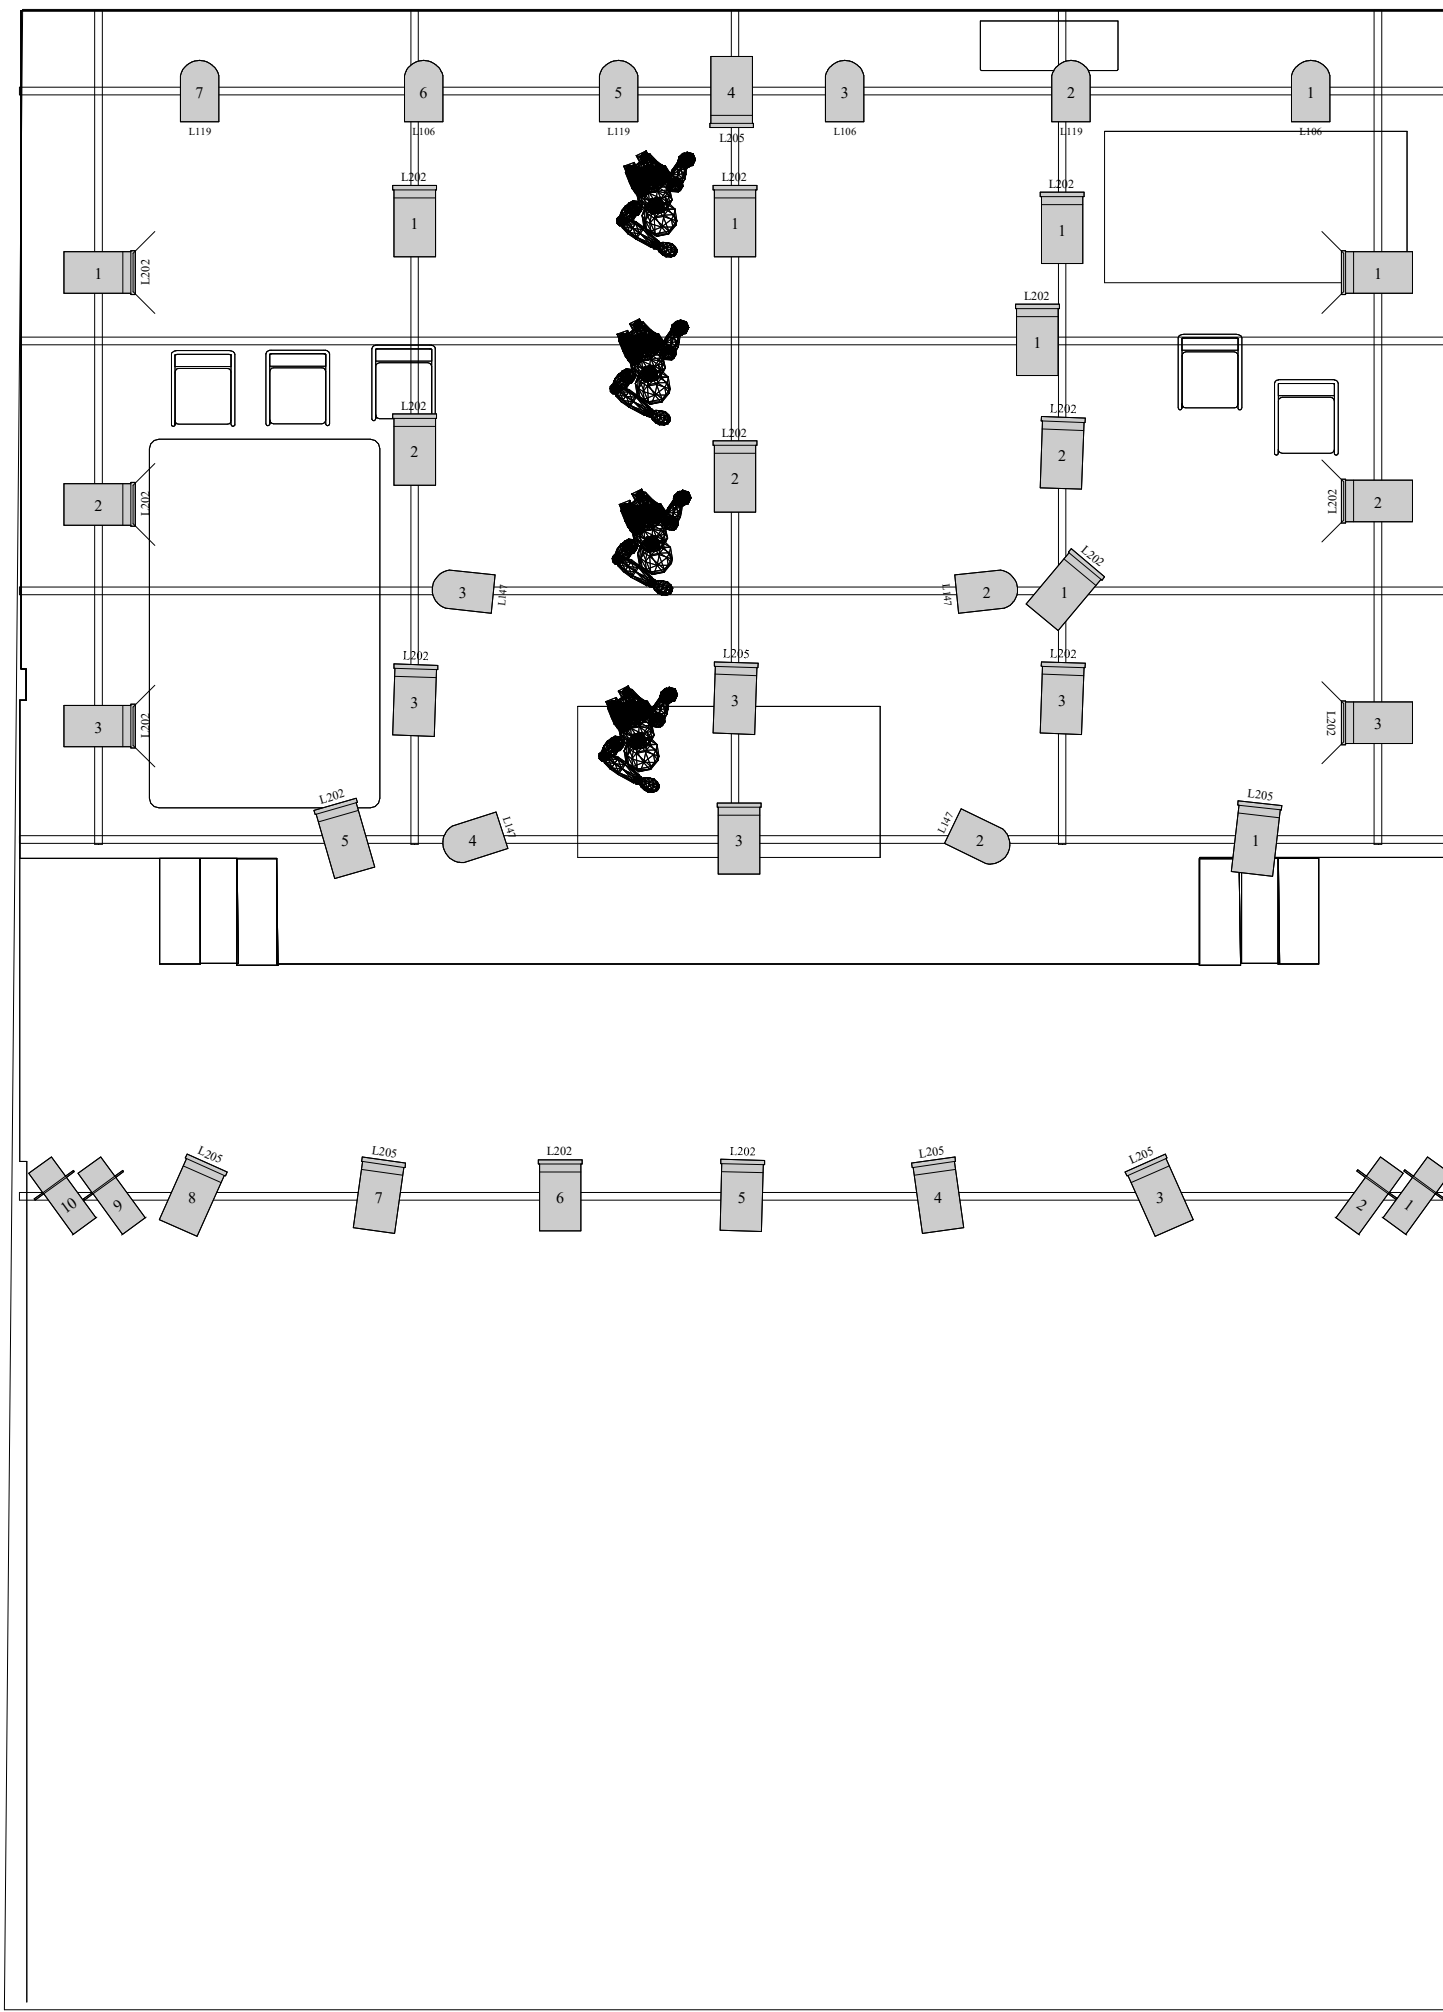 7 6 5 4 3 2 1
L119 L106 L119 L205 L106 L119 L106
L202 L202 L202
1 1 1
1 L202 L202 1
L202
1
L202 L202 L202
2 2 2
2 L202 L202 2
L202
3 L147 L147 2 1
L202 L205 L202
3 3 3
3 L202 L202 3
L202 L147 L147 L205
5 4 3 2 1
L205 L205 L202 L202 L205 L205
10 9 8 7 6 5 4 3 2 1